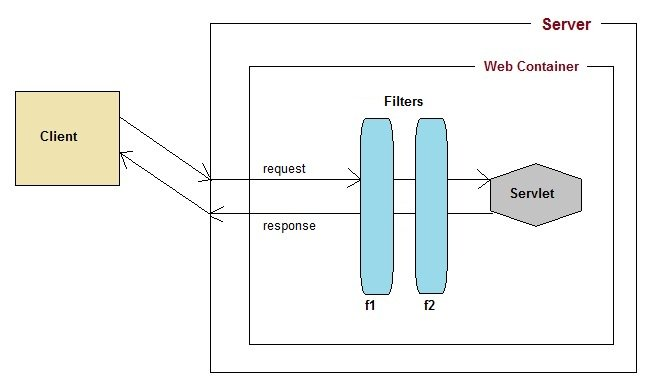 Server
Web Container
Filters
Client
request
Servlet
response
f1
f2